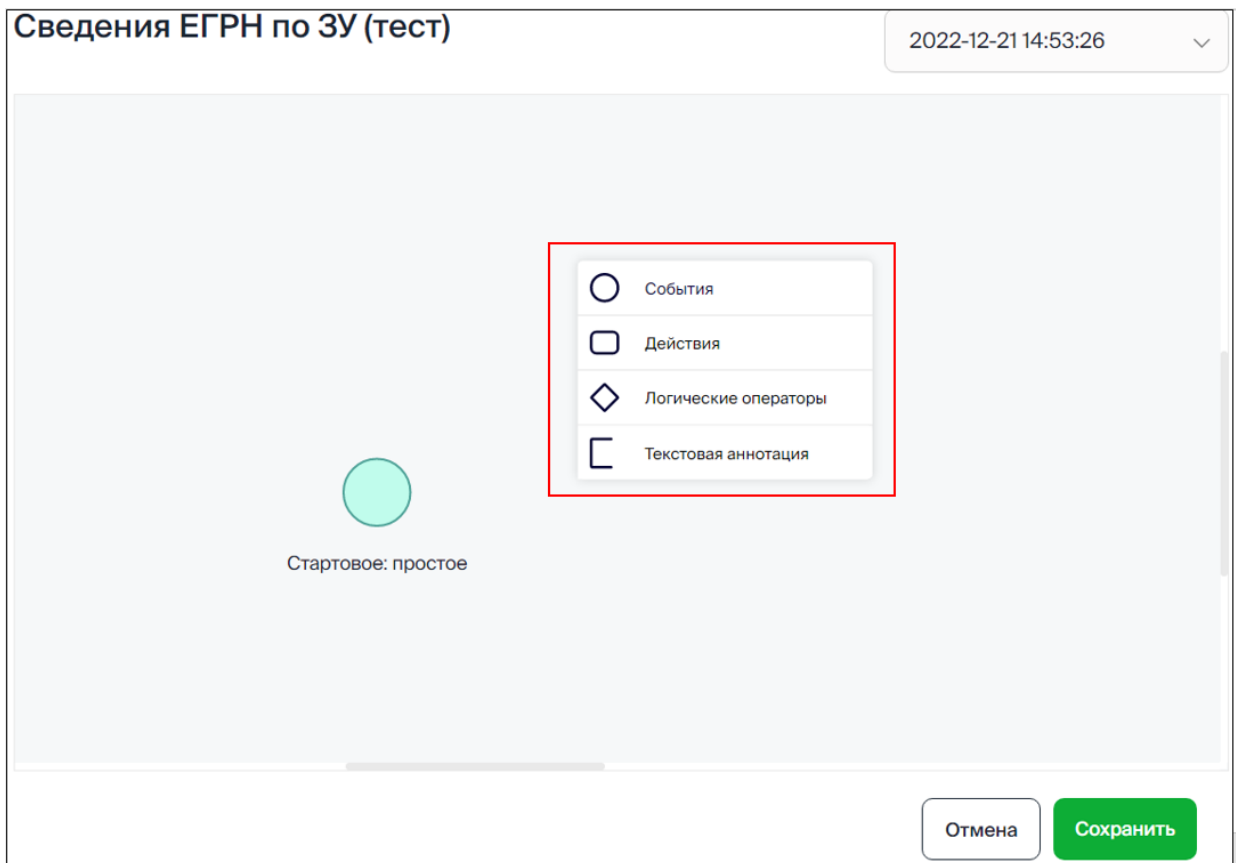 Сведения ЕГРН по ЗУ (тест)
2022-12-21 14:53:26
События
Действия
Логические операторы
Текстовая аннотация
Стартовое: простое
Отмена
Сохранить